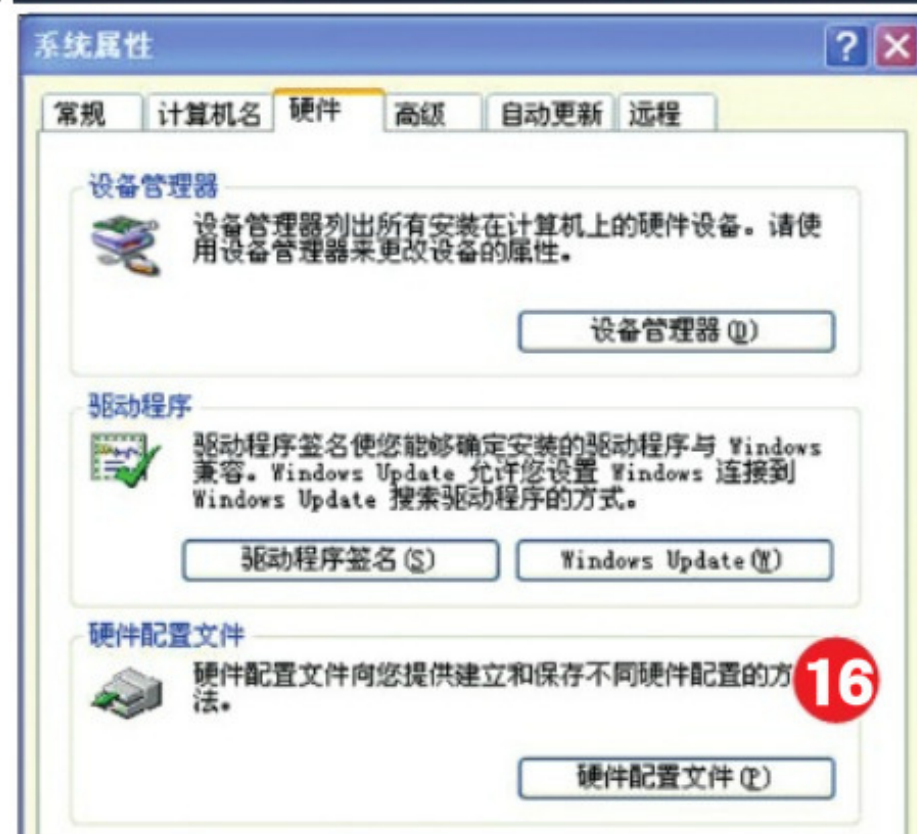 系统属性
常规 计算机名 硬件 高级 自动更新 远程
设备管理器
设备管理器列出所有安装在计算机上的硬件设备。请使
用设备管理器来更改设备的属性。
设备管理器(D)
驱动程序
驱动程序签名使您能够确定安装的驱动程序与 Windows
兼容。Windows Update 允许您设置 Windows 连接到
Windows Update 搜索驱动程序的方式。
驱动程序签名(S) Windows Update(W)
硬件配置文件
硬件配置文件向您提供建立和保存不同硬件配置的方
法。
16
硬件配置文件(P)